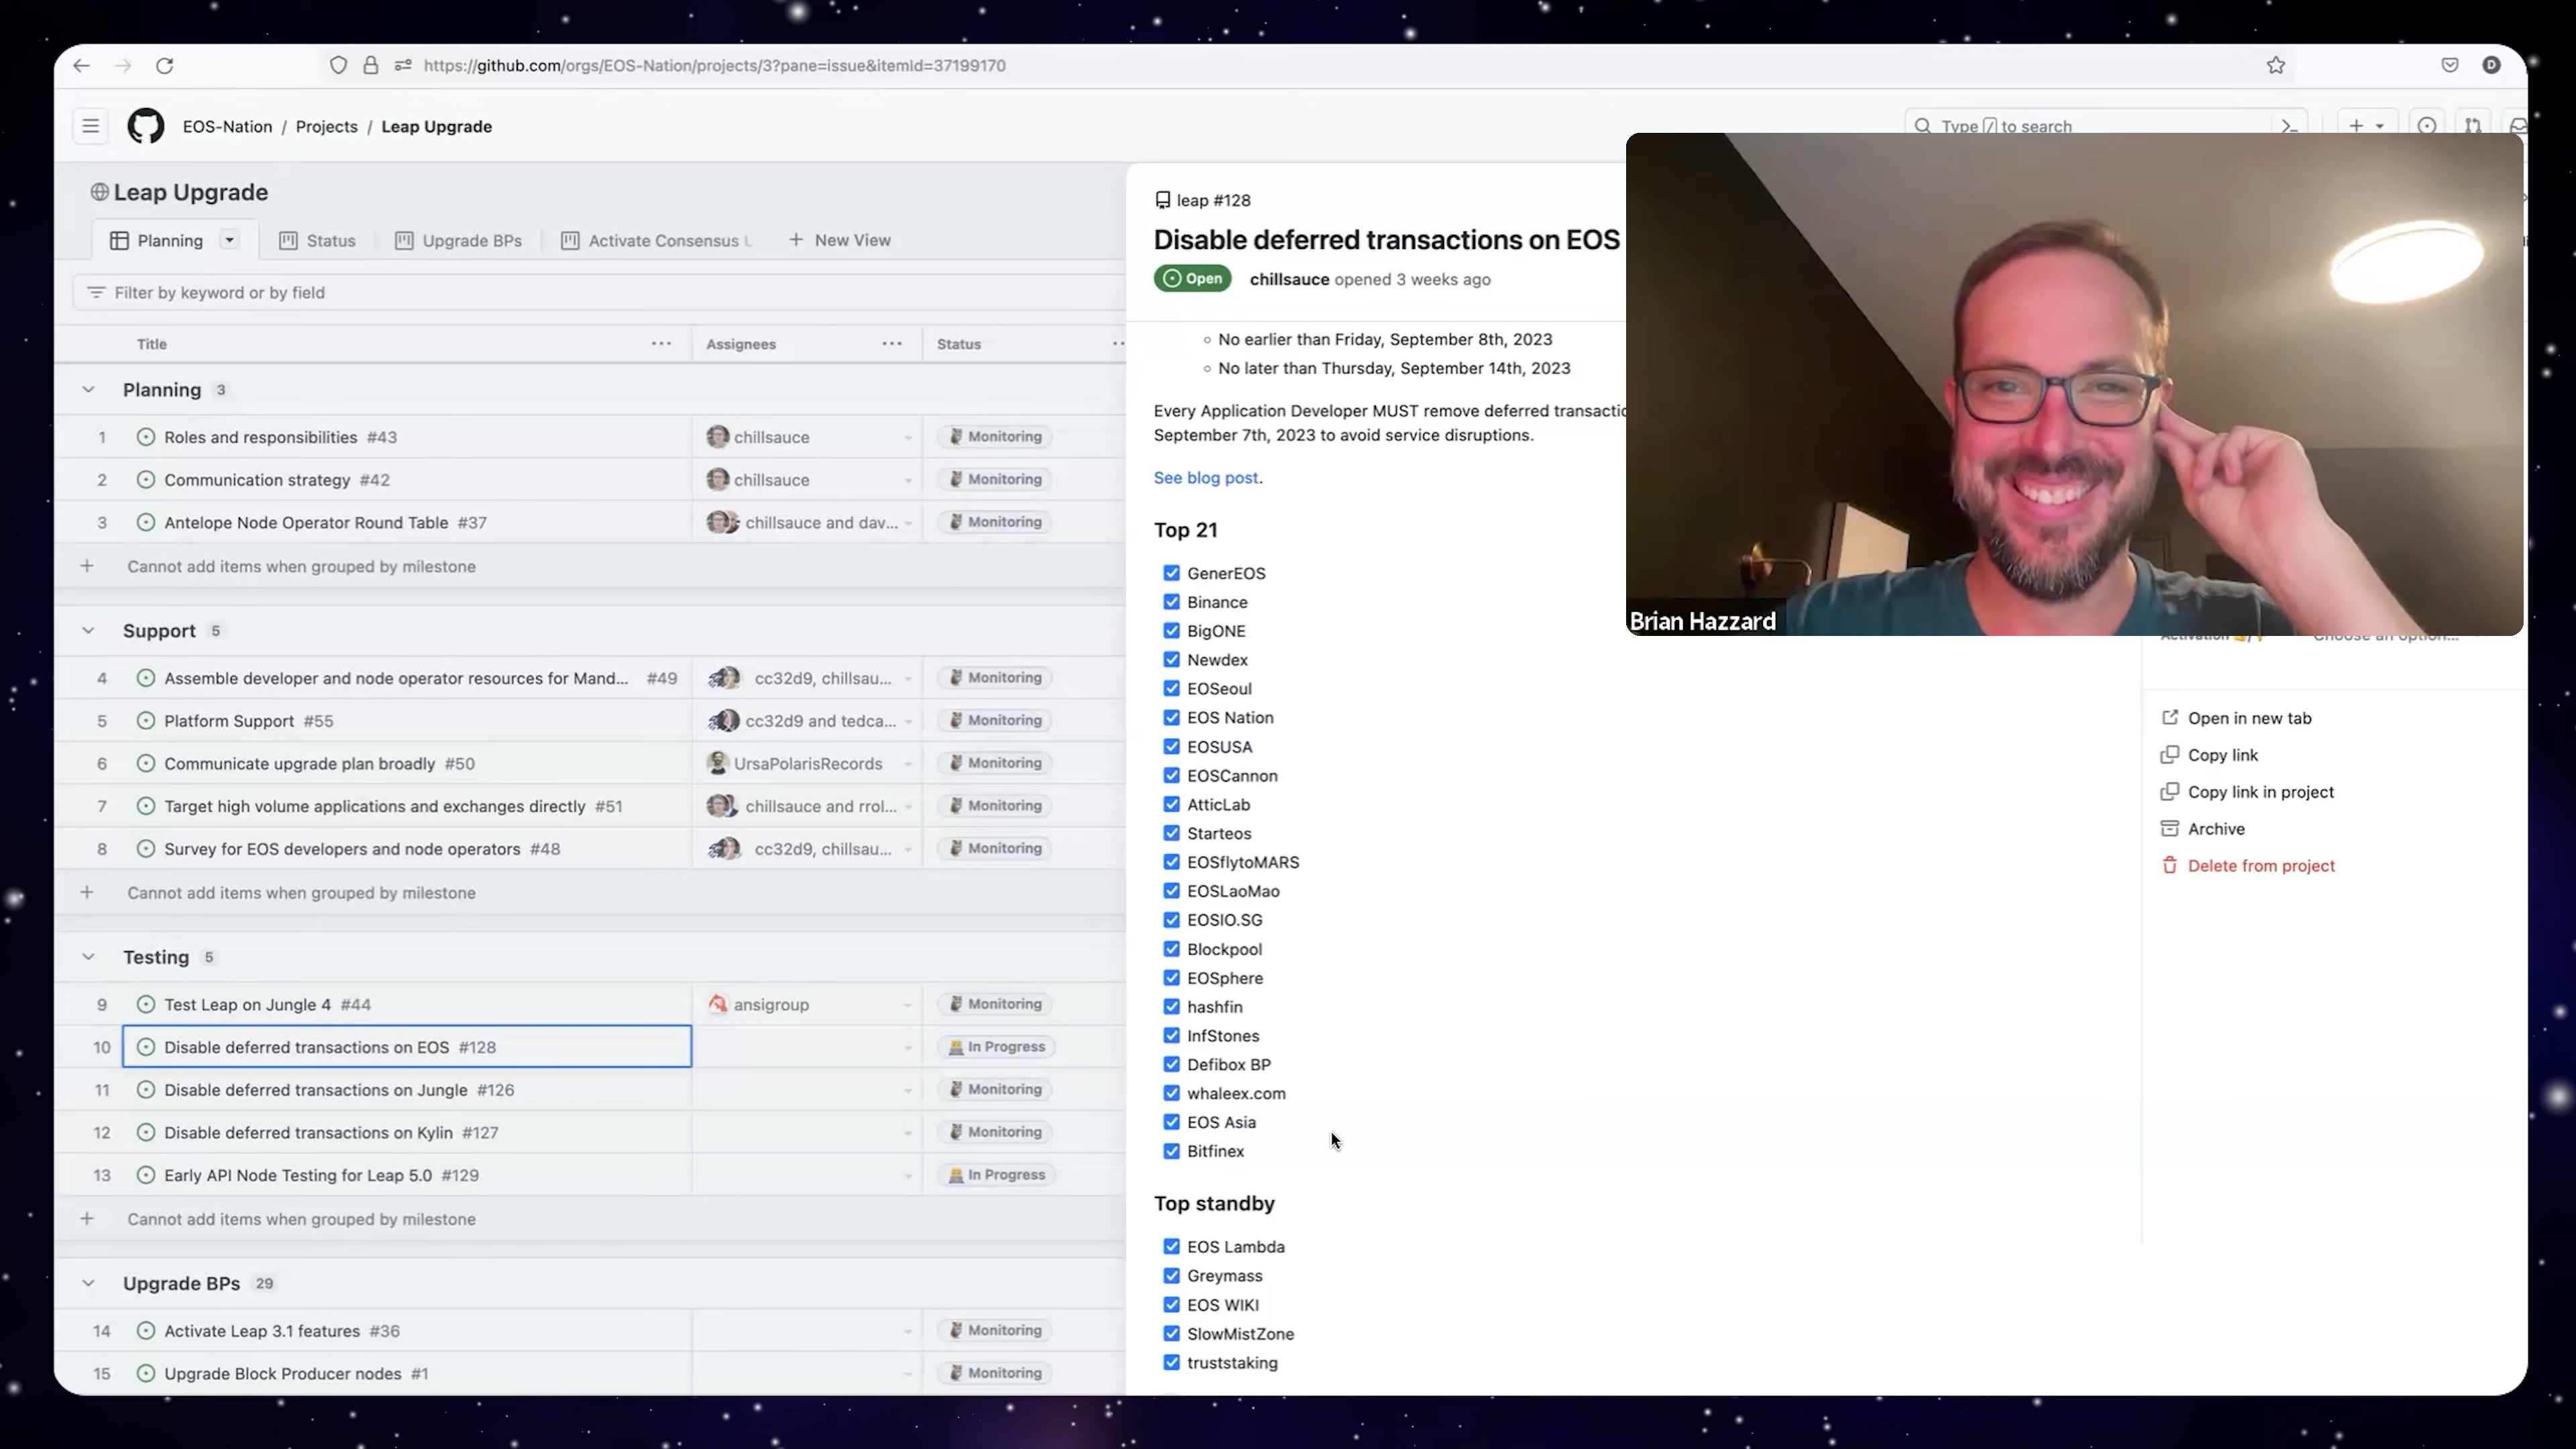 https://github.com/orgs/EOS-Nation/projects/3?pane=issue&itemId=37199170
D
EOS-Nation / Projects / Leap Upgrade
Type / to search
Leap Upgrade
Planning
Status
Upgrade BPs
Activate Consensus
New View
Filter by keyword or by field
Title
Assignees
Status
Planning 3
1 Roles and responsibilities #43 chillsauce Monitoring
2 Communication strategy #42 chillsauce Monitoring
3 Antelope Node Operator Round Table #37 chillsauce and dav... Monitoring
Cannot add items when grouped by milestone
Support 5
4 Assemble developer and node operator resources for Mand... #49 cc32d9, chillsau... Monitoring
5 Platform Support #55 cc32d9 and tedca... Monitoring
6 Communicate upgrade plan broadly #50 UrsaPolarisRecords Monitoring
7 Target high volume applications and exchanges directly #51 chillsauce and rrol... Monitoring
8 Survey for EOS developers and node operators #48 cc32d9, chillsau... Monitoring
Cannot add items when grouped by milestone
Testing 5
9 Test Leap on Jungle 4 #44 ansigroup Monitoring
10 Disable deferred transactions on EOS #128 In Progress
11 Disable deferred transactions on Jungle #126 Monitoring
12 Disable deferred transactions on Kylin #127 Monitoring
13 Early API Node Testing for Leap 5.0 #129 In Progress
Cannot add items when grouped by milestone
Upgrade BPs 29
14 Activate Leap 3.1 features #36 Monitoring
15 Upgrade Block Producer nodes #1 Monitoring
leap #128
Disable deferred transactions on EOS
Open chillsauce opened 3 weeks ago
No earlier than Friday, September 8th, 2023
No later than Thursday, September 14th, 2023
Every Application Developer MUST remove deferred transactio
September 7th, 2023 to avoid service disruptions.
See blog post.
Top 21
GenerEOS
Binance
BigONE
Newdex
EOSeoul
EOS Nation
EOSUSA
EOSCannon
AtticLab
Starteos
EOSflytoMARS
EOSLaoMao
EOSIO.SG
Blockpool
EOSphere
hashfin
InfStones
Defibox BP
whaleex.com
EOS Asia
Bitfinex
Top standby
EOS Lambda
Greymass
EOS WIKI
SlowMistZone
truststaking
Brian Hazzard
Open in new tab
Copy link
Copy link in project
Archive
Delete from project